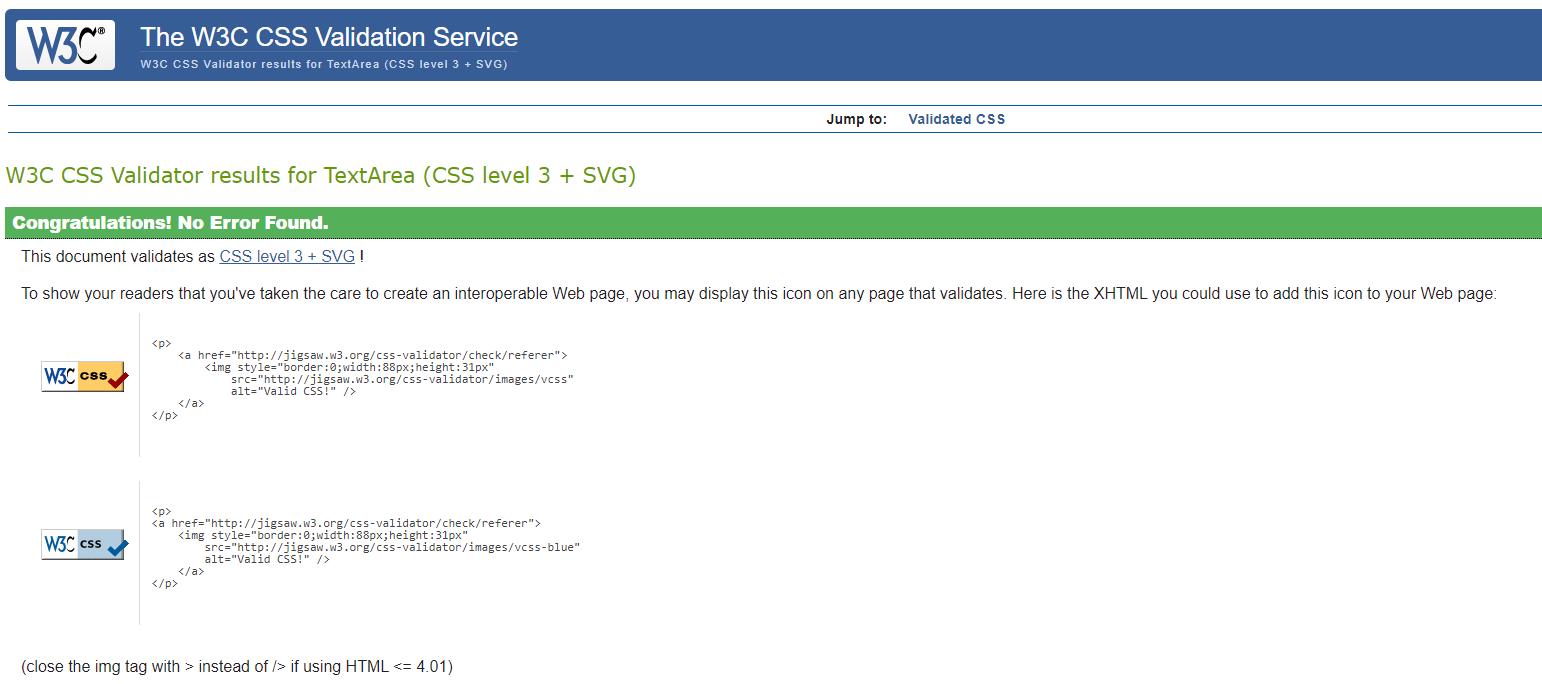 W3C®
The W3C CSS Validation Service
W3C CSS Validator results for TextArea (CSS level 3 + SVG)
Jump to: Validated CSS
W3C CSS Validator results for TextArea (CSS level 3 + SVG)
Congratulations! No Error Found.
This document validates as CSS level 3 + SVG !
To show your readers that you've taken the care to create an interoperable Web page, you may display this icon on any page that validates. Here is the XHTML you could use to add this icon to your Web page:
W3C css
<p>
    <a href="http://jigsaw.w3.org/css-validator/check/referer">
        <img style="border:0;width:88px;height:31px"
            src="http://jigsaw.w3.org/css-validator/images/vcss"
            alt="Valid CSS!" />
    </a>
</p>
W3C css
<p>
<a href="http://jigsaw.w3.org/css-validator/check/referer">
    <img style="border:0;width:88px;height:31px"
        src="http://jigsaw.w3.org/css-validator/images/vcss-blue"
        alt="Valid CSS!" />
    </a>
</p>
(close the img tag with > instead of /> if using HTML <= 4.01)